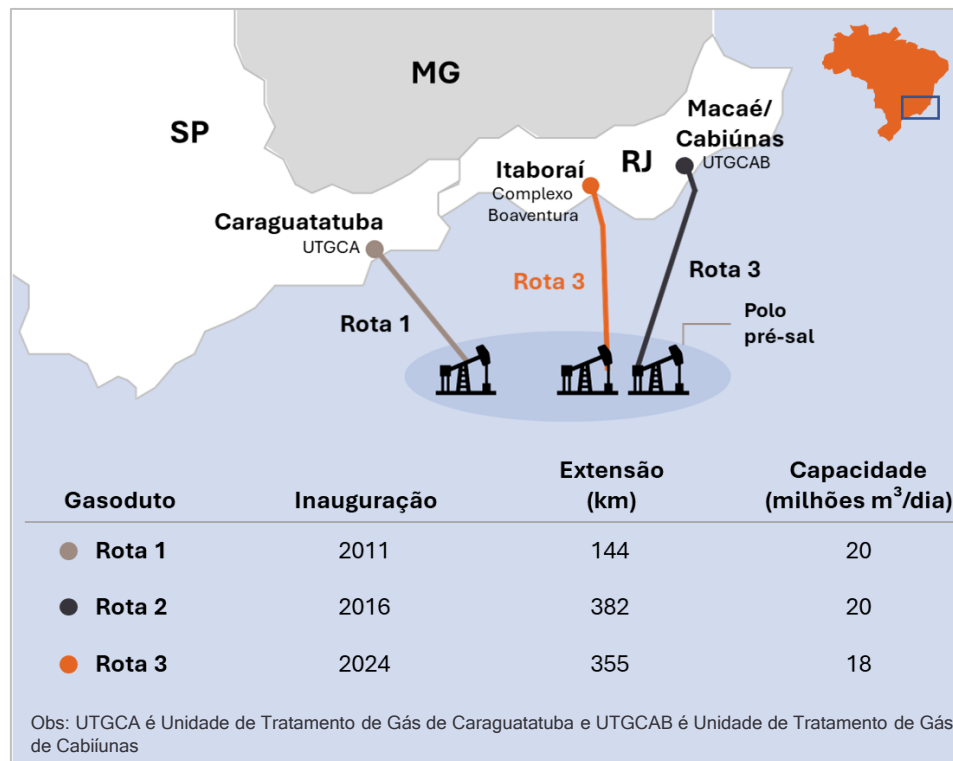 MG
SP
Macaé/
Cabiúnas
UTGCAB
RJ
Itaboraí
Complexo
Boaventura
Caraguatatuba
UTGCA
Rota 3
Rota 3
Rota 1
Polo
pré-sal
Gasoduto Inauguração Extensão (km) Capacidade (milhões m³/dia)
Rota 1 2011 144 20
Rota 2 2016 382 20
Rota 3 2024 355 18
Obs: UTGCA é Unidade de Tratamento de Gás de Caraguatatuba e UTGCAB é Unidade de Tratamento de Gás
de Cabiíunas